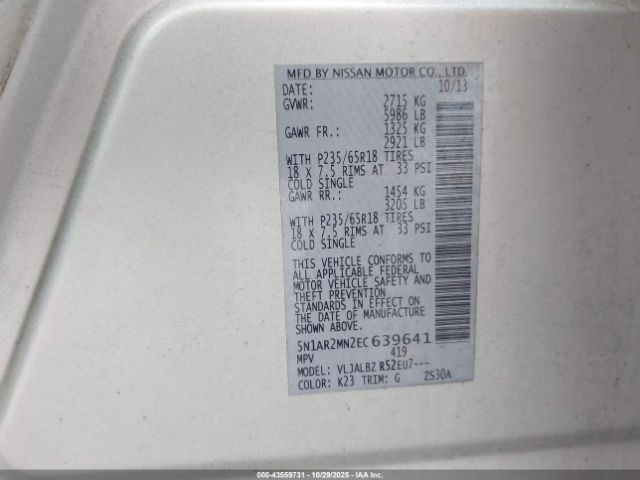 MFD BY NISSAN MOTOR CO., LTD.
DATE: 10/13
GVWR: 2715 KG
5986 LB
GAWR FR.: 1325 KG
2921 LB
WITH P235/65R18 TIRES
18 X 7.5 RIMS AT 33 PSI
COLD SINGLE
GAWR RR.: 1454 KG
3205 LB
WITH P235/65R18 TIRES
18 X 7.5 RIMS AT 33 PSI
COLD SINGLE
THIS VEHICLE CONFORMS TO
ALL APPLICABLE FEDERAL
MOTOR VEHICLE SAFETY AND
THEFT PREVENTION
STANDARDS IN EFFECT ON
THE DATE OF MANUFACTURE
SHOWN ABOVE.
5N1AR2MN2EC639641
MPV 419
MODEL: VLJALBZ R52EU7---
COLOR: K23 TRIM: G ZS30A
00-43559731 - 10/29/2025 - IAA Inc. Copyright